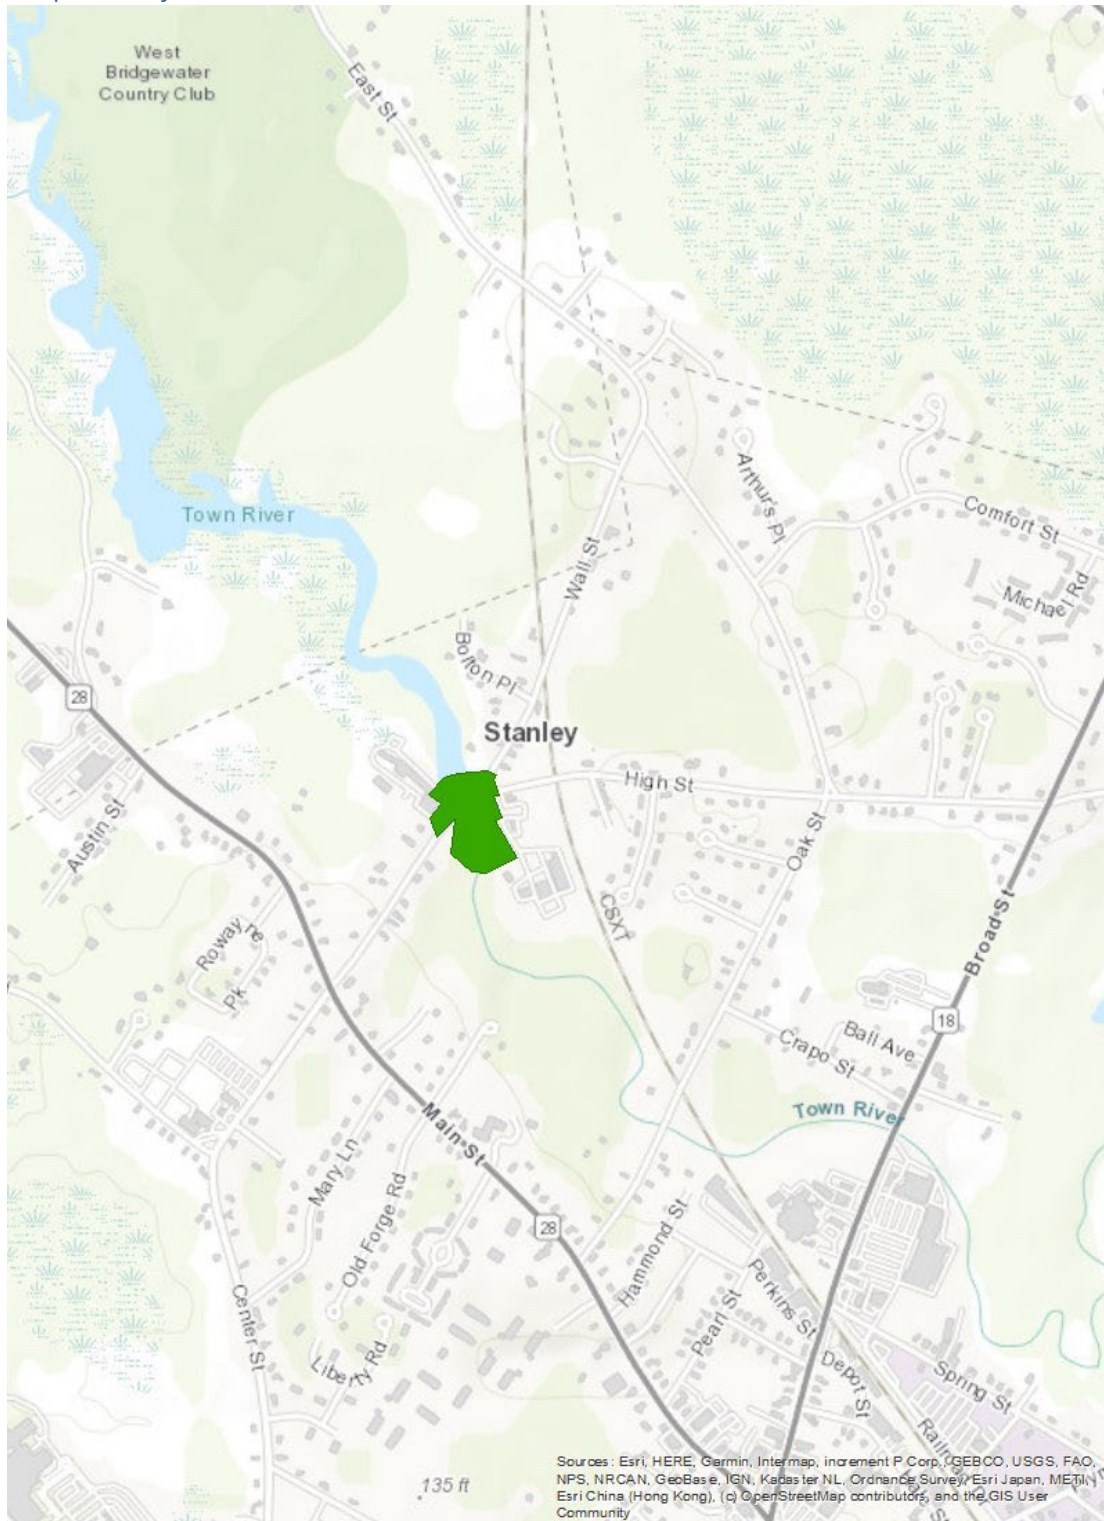 West
Bridgewater
Country Club
East St
Town River
Wall St
Arthur's Pl
Comfort St
Michael Rd
Bolton Pl
28
Stanley
High St
Austin St
Oak St
CSXT
Broad St
Rowayne
Pk
18
Ball Ave
Crapo St
Town River
Main St
Mary Ln
Old Forge Rd
28
Hammond St
Perkins St
Pearl St
Center St
Liberty Rd
Depot St
Spring St
135 ft
Sources: Esri, HERE, Garmin, Intermap, increment P Corp., GEBCO, USGS, FAO,
NPS, NRCAN, GeoBase, IGN, Kadaster NL, Ordnance Survey, Esri Japan, METI,
Esri China (Hong Kong), (c) OpenStreetMap contributors, and the GIS User
Community